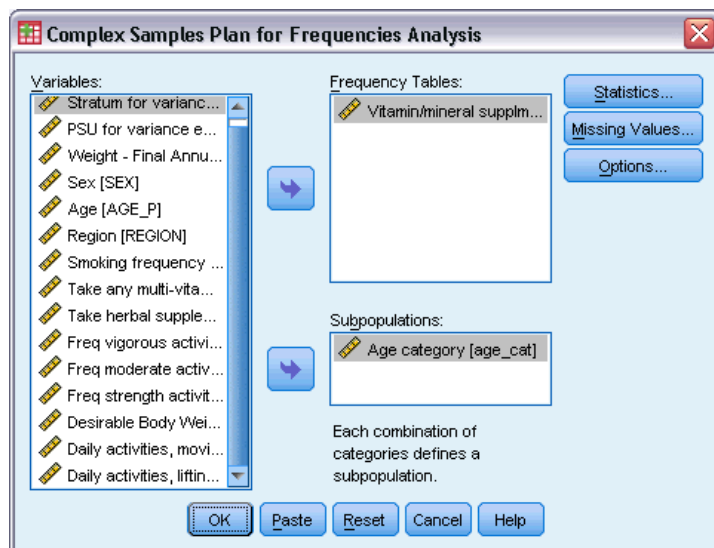 Complex Samples Plan for Frequencies Analysis
Variables:
Stratum for varianc...
PSU for variance e...
Weight - Final Annu...
Sex [SEX]
Age [AGE_P]
Region [REGION]
Smoking frequency ...
Take any multi-vita...
Take herbal supple...
Freq vigorous activi...
Freq moderate activ...
Freq strength activit...
Desirable Body Wei...
Daily activities, movi...
Daily activities, liftin...
Frequency Tables:
Vitamin/mineral supplm...
Subpopulations:
Age category [age_cat]
Each combination of
categories defines a
subpopulation.
Statistics...
Missing Values...
Options...
OK
Paste
Reset
Cancel
Help